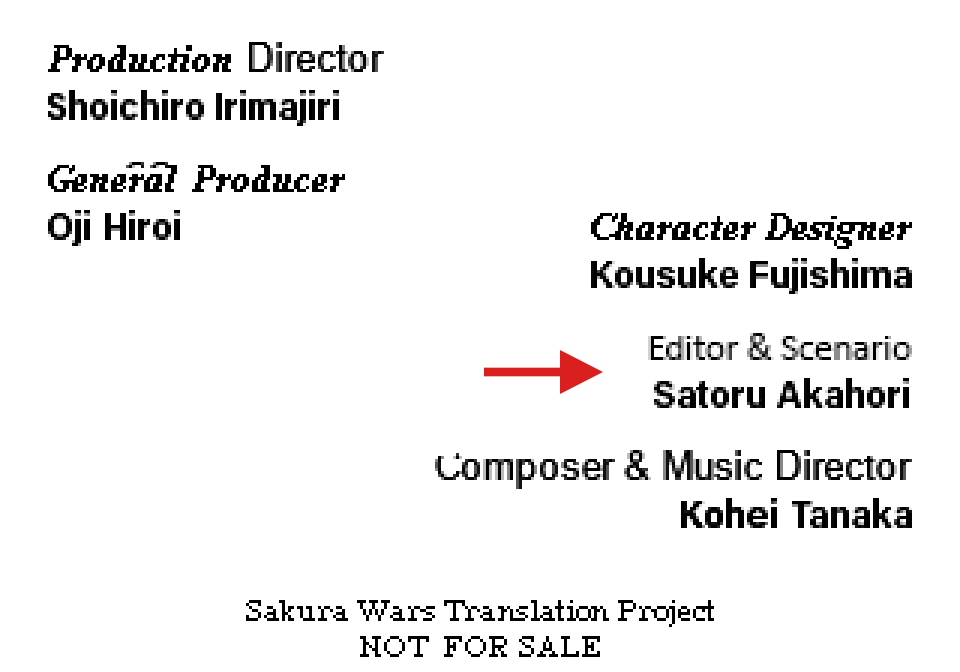 Production Director
Shoichiro Irimajiri
General Producer
Oji Hiroi
Character Designer
Kousuke Fujishima
Editor & Scenario
Satoru Akahori
Composer & Music Director
Kohei Tanaka
Sakura Wars Translation Project
NOT FOR SALE